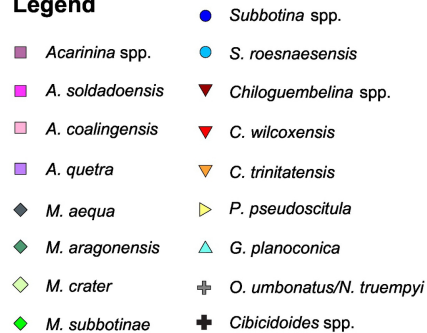 Legend
Acarinina spp.
A. soldadoensis
A. coalingensis
A. quetra
M. aequa
M. aragonensis
M. crater
M. subbotinae
Subbotina spp.
S. roesnaesensis
Chiloguembelina spp.
C. wilcoxensis
C. trinitatensis
P. pseudoscitula
G. planoconica
O. umbonatus/N. truempyi
Cibicidoides spp.